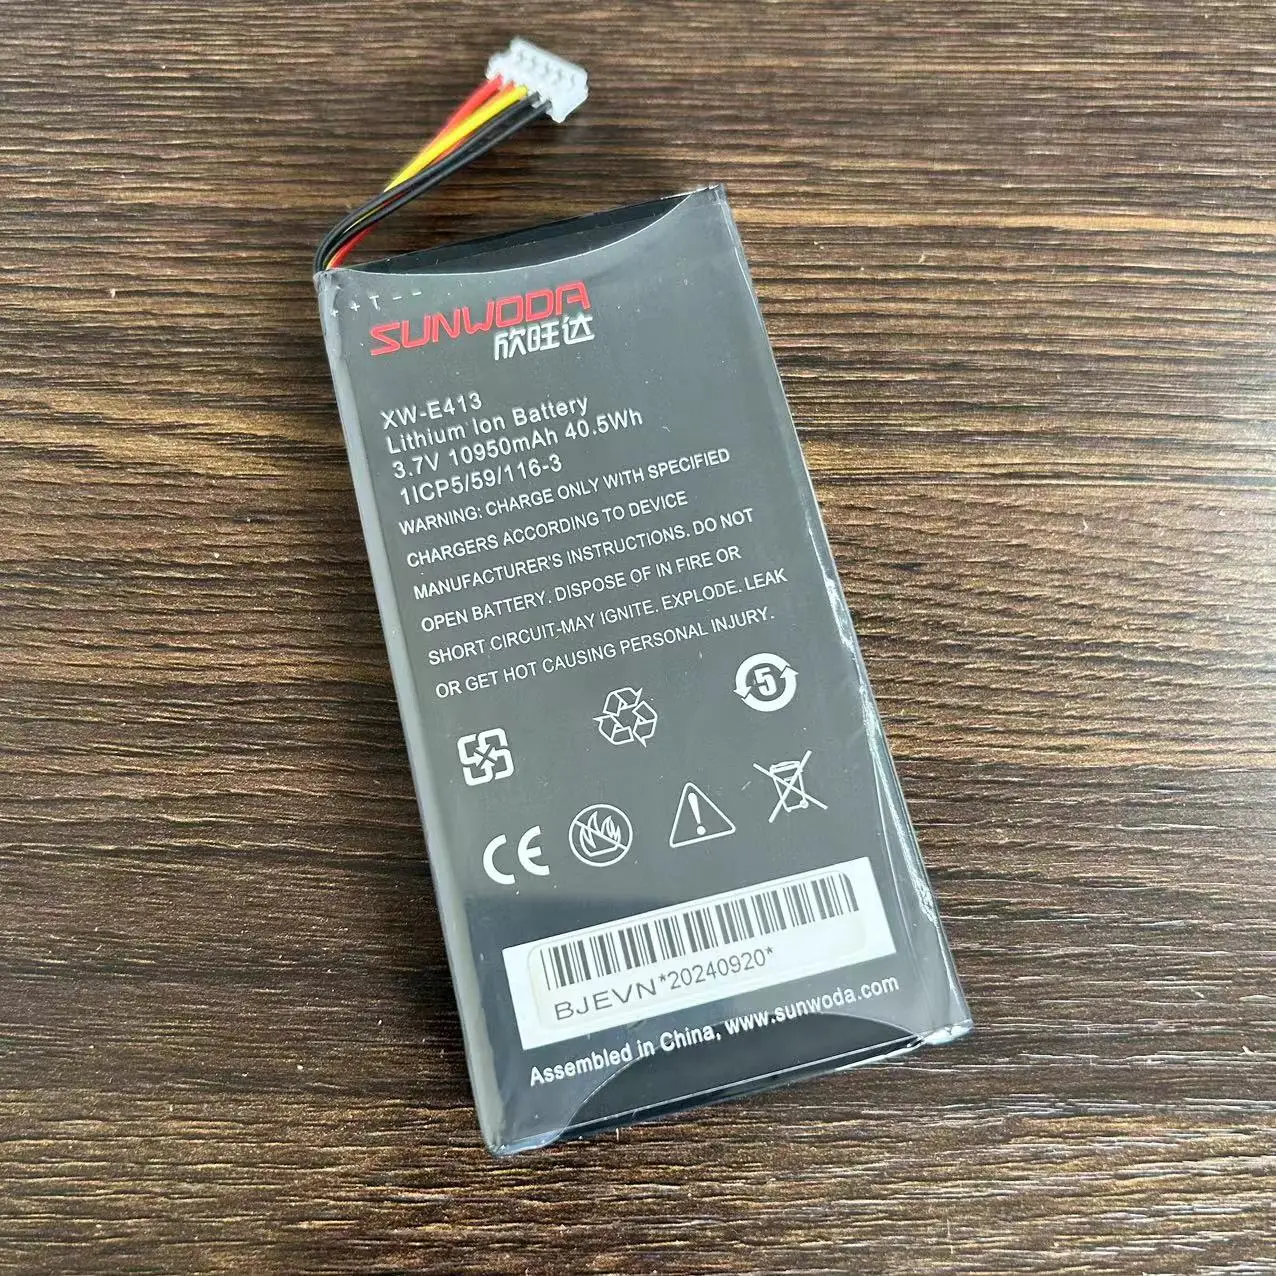 + + T - -
SUNWODA
欣旺达
XW-E413
Lithium Ion Battery
3.7V 10950mAh 40.5Wh
1ICP5/59/116-3
WARNING: CHARGE ONLY WITH SPECIFIED
CHARGERS ACCORDING TO DEVICE
MANUFACTURER'S INSTRUCTIONS. DO NOT
OPEN BATTERY. DISPOSE OF IN FIRE OR
SHORT CIRCUIT-MAY IGNITE. EXPLODE. LEAK
OR GET HOT CAUSING PERSONAL INJURY.
5
CE
BJEVN*20240920*
Assembled in China, www.sunwoda.com